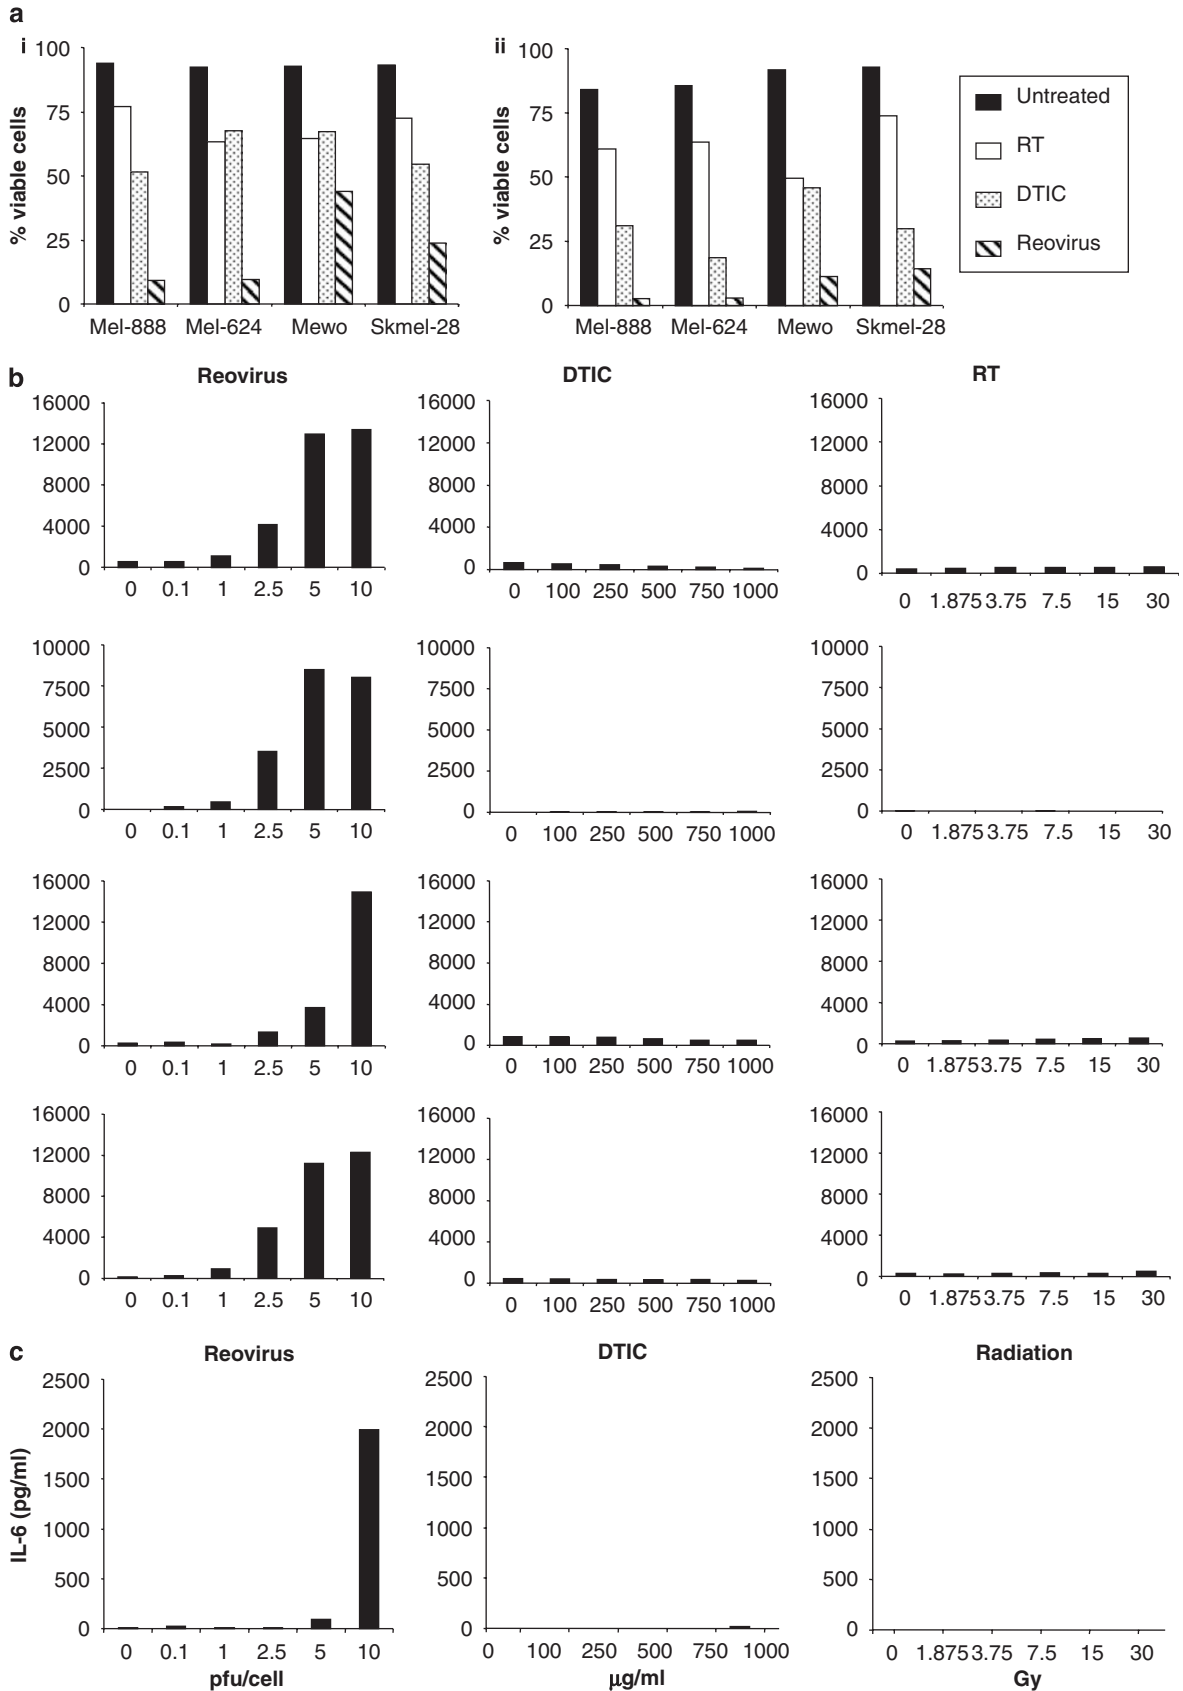 a
i
100
75
50
25
0
% viable cells
Mel-888 Mel-624 Mewo Skmel-28
ii
100
75
50
25
0
% viable cells
Mel-888 Mel-624 Mewo Skmel-28
Untreated
RT
DTIC
Reovirus
b
Reovirus
16000
12000
8000
4000
0
0 0.1 1 2.5 5 10
DTIC
16000
12000
8000
4000
0
0 100 250 500 750 1000
RT
16000
12000
8000
4000
0
0 1.875 3.75 7.5 15 30
10000
7500
5000
2500
0
0 0.1 1 2.5 5 10
10000
7500
5000
2500
0
0 100 250 500 750 1000
10000
7500
5000
2500
0
0 1.875 3.75 7.5 15 30
16000
12000
8000
4000
0
0 0.1 1 2.5 5 10
16000
12000
8000
4000
0
0 100 250 500 750 1000
16000
12000
8000
4000
0
0 1.875 3.75 7.5 15 30
16000
12000
8000
4000
0
0 0.1 1 2.5 5 10
16000
12000
8000
4000
0
0 100 250 500 750 1000
16000
12000
8000
4000
0
0 1.875 3.75 7.5 15 30
c
Reovirus
2500
2000
1500
1000
500
0
IL-6 (pg/ml)
0 0.1 1 2.5 5 10
pfu/cell
DTIC
2500
2000
1500
1000
500
0
0 100 250 500 750 1000
µg/ml
Radiation
2500
2000
1500
1000
500
0
0 1.875 3.75 7.5 15 30
Gy